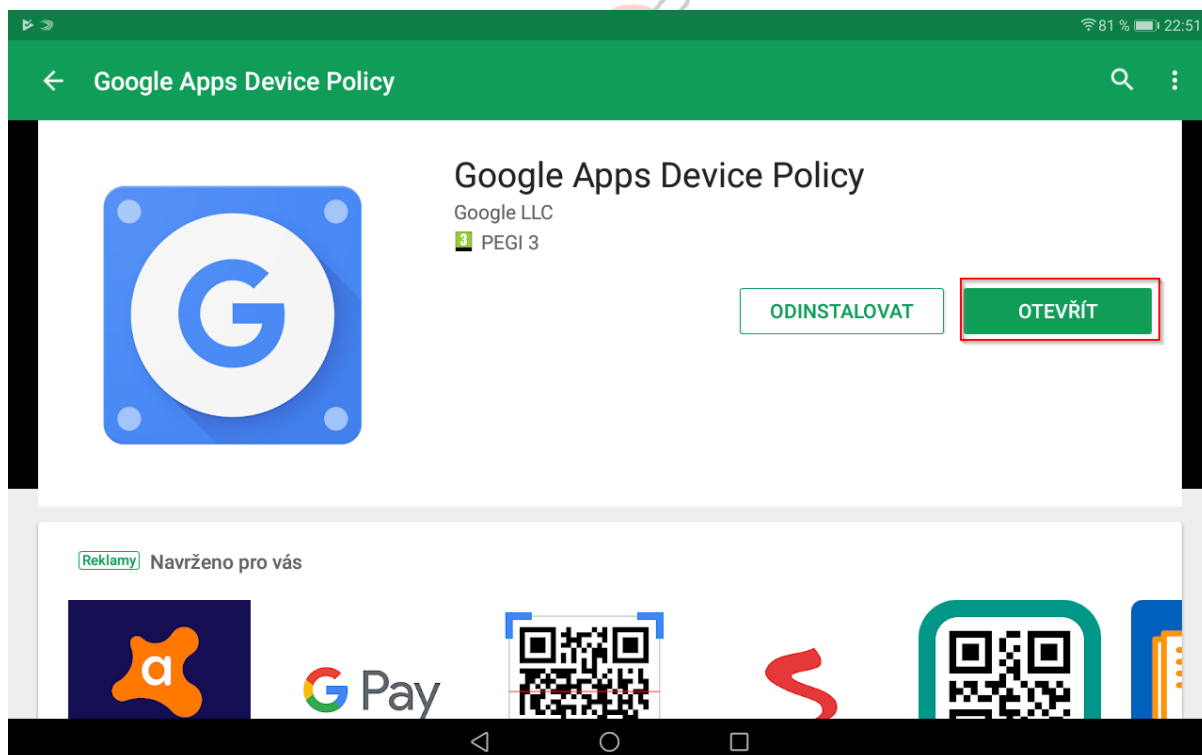 81 % 22:51
Google Apps Device Policy
Google Apps Device Policy
Google LLC
3 PEGI 3
ODINSTALOVAT OTEVŘÍT
Reklamy Navrženo pro vás
a
G Pay